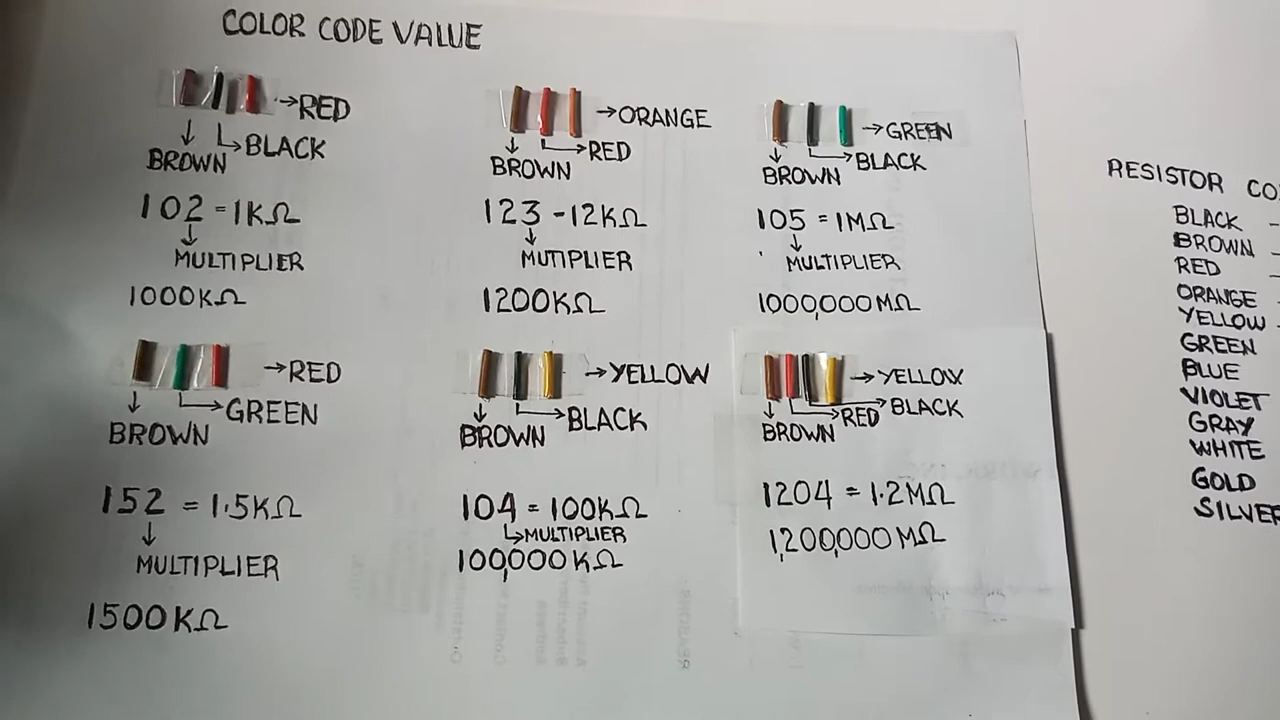 COLOR CODE VALUE
→RED
BLACK
BROWN
102 = 1KΩ
MULTIPLIER
1000KΩ
→ORANGE
RED
BROWN
123 - 12KΩ
MUTIPLIER
1200KΩ
→GREEN
BLACK
BROWN
105 = 1MΩ
MULTIPLIER
1000,000 MΩ
→RED
GREEN
BROWN
152 = 1.5KΩ
MULTIPLIER
1500KΩ
→YELLOW
BLACK
BROWN
104 = 100KΩ
MULTIPLIER
100,000KΩ
→YELLOW
BLACK
RED
BROWN
1204 = 1.2MΩ
1,200,000 MΩ
RESISTOR CO
BLACK -
BROWN -
RED -
ORANGE -
YELLOW -
GREEN
BLUE
VIOLET
GRAY
WHITE
GOLD
SILVER